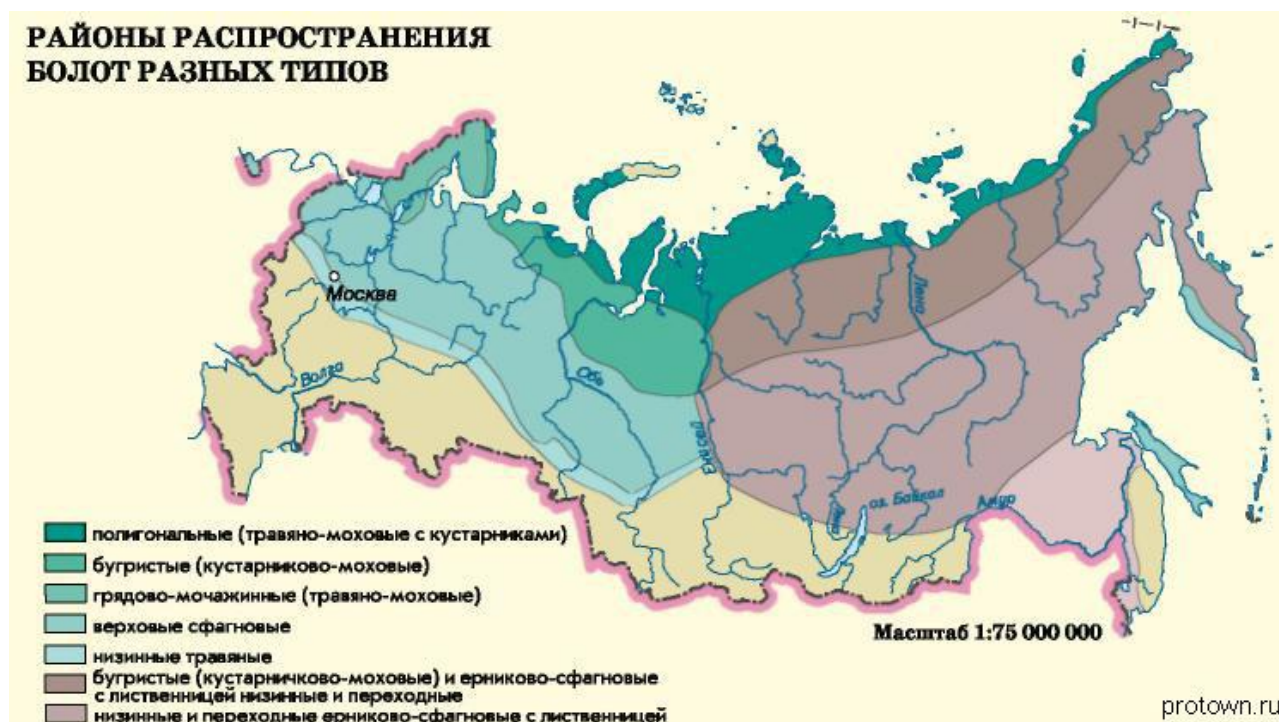 РАЙОНЫ РАСПРОСТРАНЕНИЯ
БОЛОТ РАЗНЫХ ТИПОВ
Москва
Волга
Обь
Енисей
Лена
Лена
оз. Байкал
Амур
полигональные (травяно-моховые с кустарниками)
бугристые (кустарниково-моховые)
грядово-мочажинные (травяно-моховые)
верховые сфагновые
низинные травяные
бугристые (кустарничково-моховые) и ерниково-сфагновые
с лиственницей низинные и переходные
низинные и переходные ерниково-сфагновые с лиственницей
Масштаб 1:75 000 000
protown.ru